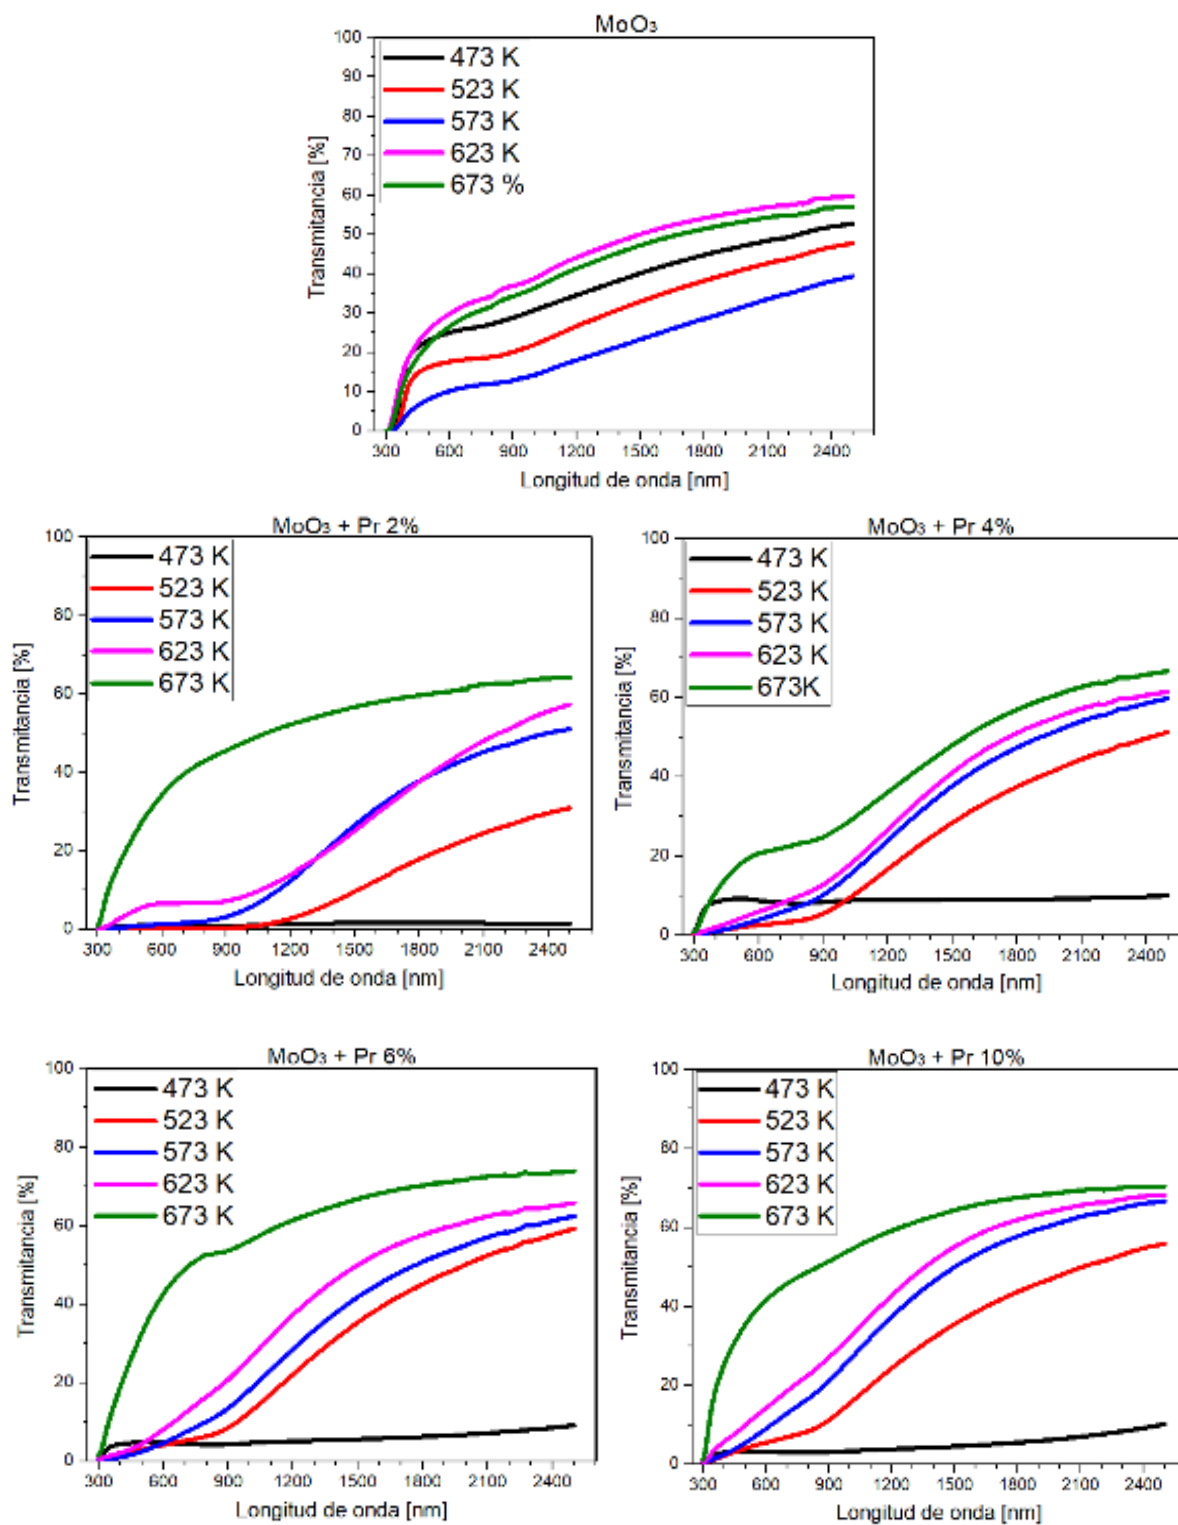 MoO₃
100
90
80
70
60
50
40
30
20
10
0
Transmitancia [%]
473 K
523 K
573 K
623 K
673 %
300 600 900 1200 1500 1800 2100 2400
Longitud de onda [nm]
MoO₃ + Pr 2%
100
80
60
40
20
0
Transmitancia [%]
473 K
523 K
573 K
623 K
673 K
300 600 900 1200 1500 1800 2100 2400
Longitud de onda [nm]
MoO₃ + Pr 4%
100
80
60
40
20
0
Transmitancia [%]
473 K
523 K
573 K
623 K
673K
300 600 900 1200 1500 1800 2100 2400
Longitud de onda [nm]
MoO₃ + Pr 6%
100
80
60
40
20
0
Transmitancia [%]
473 K
523 K
573 K
623 K
673 K
300 600 900 1200 1500 1800 2100 2400
Longitud de onda [nm]
MoO₃ + Pr 10%
100
80
60
40
20
0
Transmitancia [%]
473 K
523 K
573 K
623 K
673 K
300 600 900 1200 1500 1800 2100 2400
Longitud de onda [nm]